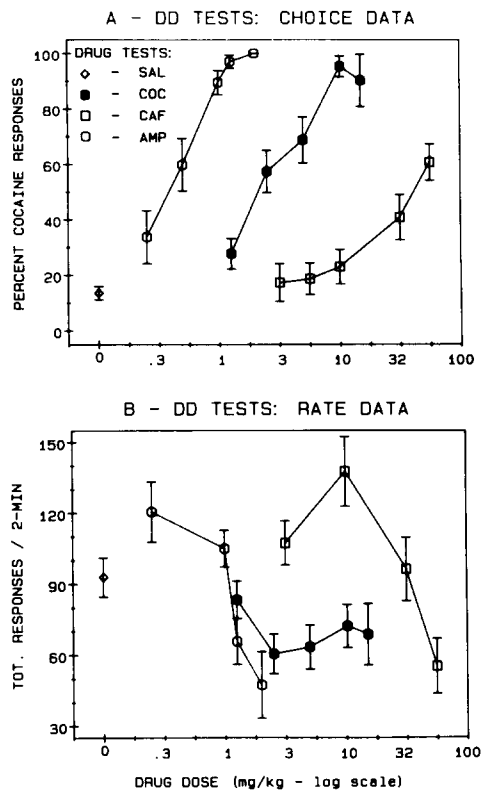 A - DD TESTS: CHOICE DATA
100
80
60
40
20
0
PERCENT COCAINE RESPONSES
DRUG TESTS:
- SAL
- COC
- CAF
- AMP
0 .3 1 3 10 32 100
B - DD TESTS: RATE DATA
150
120
90
60
30
TOT. RESPONSES / 2-MIN
0 .3 1 3 10 32 100
DRUG DOSE (mg/kg - log scale)